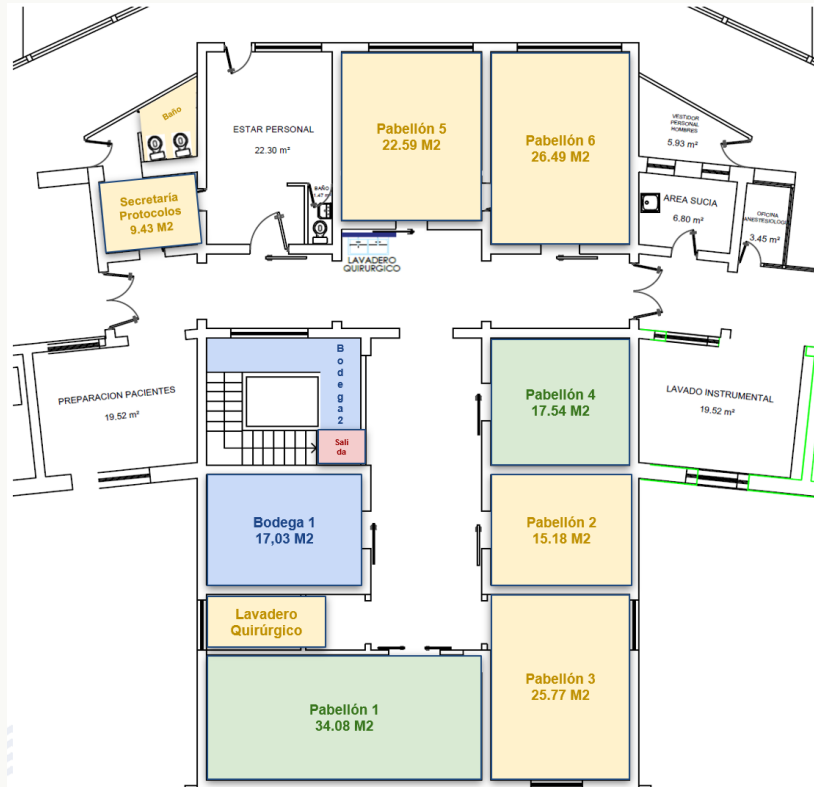 Baño
ESTAR PERSONAL
22.30 m²
Pabellón 5
22.59 M2
Pabellón 6
26.49 M2
VESTIDOR
PERSONAL
HOMBRES
5.93 m²
Secretaría
Protocolos
9.43 M2
BAÑO
1.47 m²
AREA SUCIA
6.80 m²
OFICINA
ANESTESIOLOGO
3.45 m²
LAVADERO
QUIRURGICO
PREPARACION PACIENTES
19.52 m²
Bodega2
Sali
da
Pabellón 4
17.54 M2
LAVADO INSTRUMENTAL
19.52 m²
Bodega 1
17,03 M2
Pabellón 2
15.18 M2
Lavadero
Quirúrgico
Pabellón 3
25.77 M2
Pabellón 1
34.08 M2